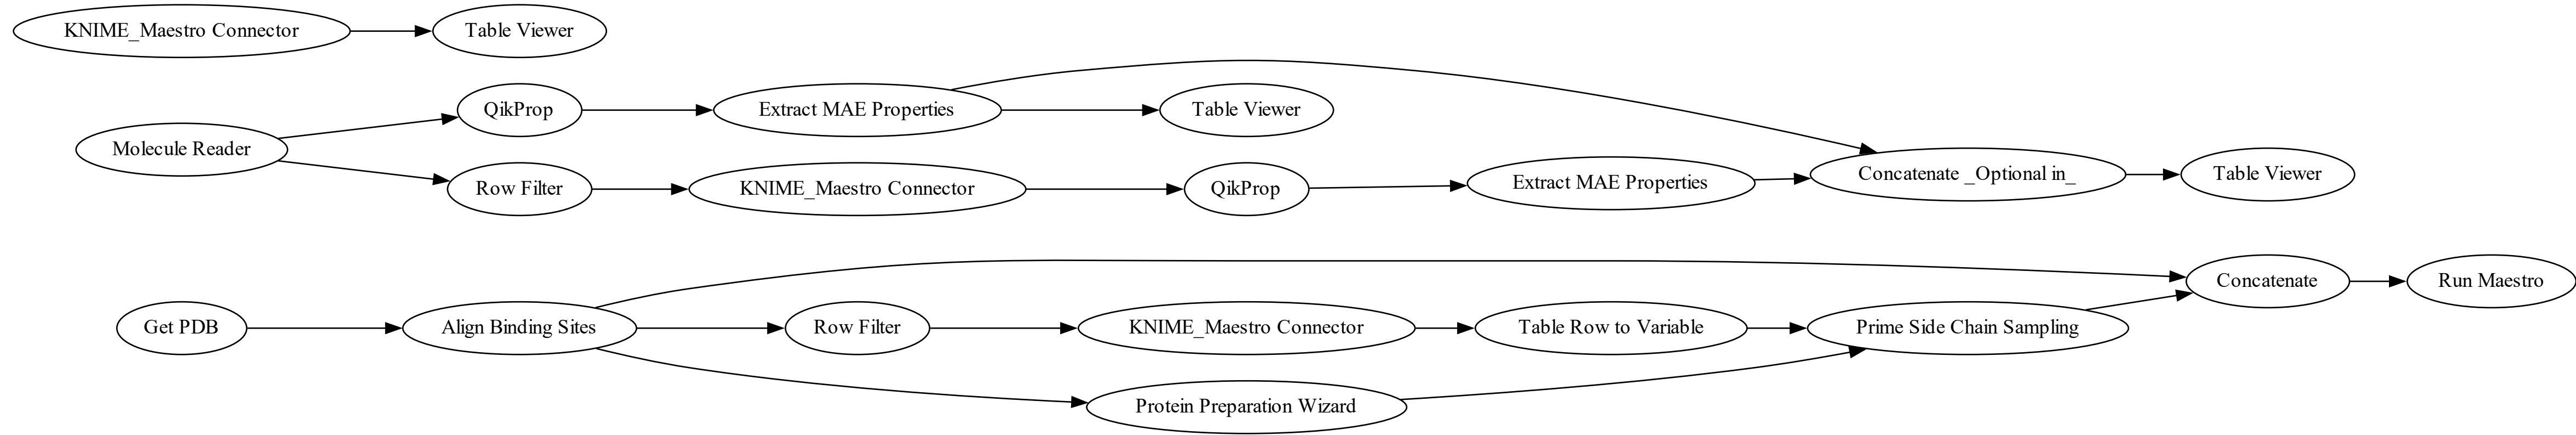 KNIME_Maestro Connector
Table Viewer
QikProp
Extract MAE Properties
Table Viewer
Molecule Reader
Row Filter
KNIME_Maestro Connector
QikProp
Extract MAE Properties
Concatenate _Optional in_
Table Viewer
Get PDB
Align Binding Sites
Row Filter
KNIME_Maestro Connector
Table Row to Variable
Prime Side Chain Sampling
Concatenate
Run Maestro
Protein Preparation Wizard